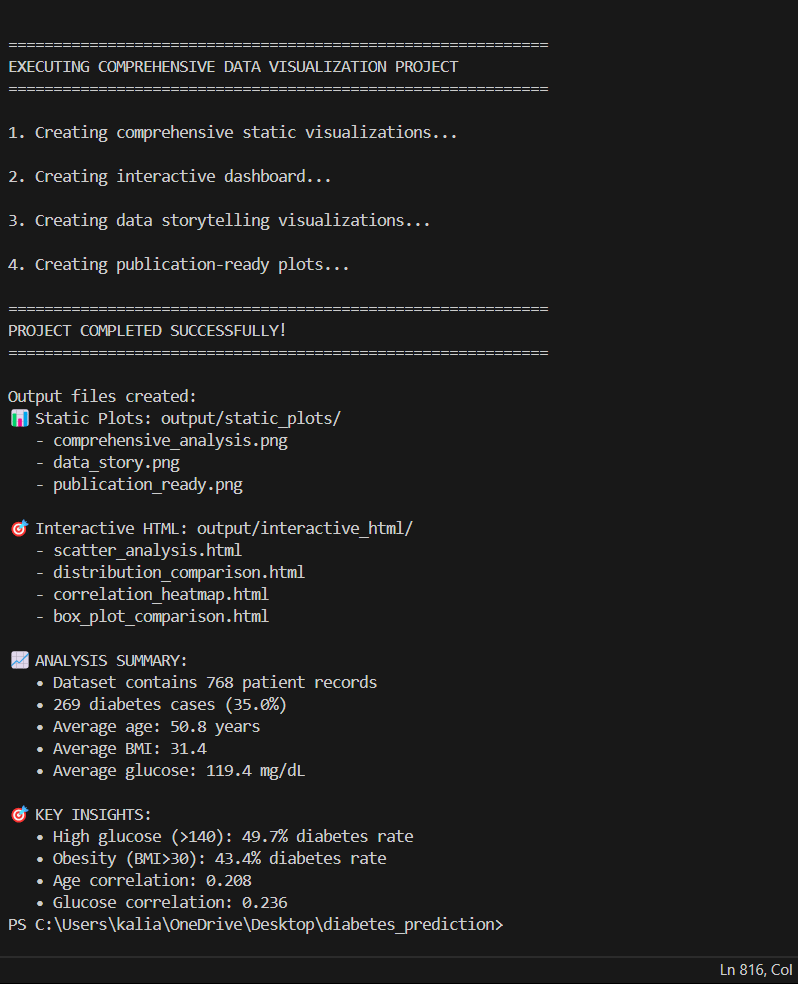 ============================================================
EXECUTING COMPREHENSIVE DATA VISUALIZATION PROJECT
============================================================
1. Creating comprehensive static visualizations...
2. Creating interactive dashboard...
3. Creating data storytelling visualizations...
4. Creating publication-ready plots...
============================================================
PROJECT COMPLETED SUCCESSFULLY!
============================================================
Output files created:
📊 Static Plots: output/static_plots/
- comprehensive_analysis.png
- data_story.png
- publication_ready.png
🎯 Interactive HTML: output/interactive_html/
- scatter_analysis.html
- distribution_comparison.html
- correlation_heatmap.html
- box_plot_comparison.html
📈 ANALYSIS SUMMARY:
• Dataset contains 768 patient records
• 269 diabetes cases (35.0%)
• Average age: 50.8 years
• Average BMI: 31.4
• Average glucose: 119.4 mg/dL
🎯 KEY INSIGHTS:
• High glucose (>140): 49.7% diabetes rate
• Obesity (BMI>30): 43.4% diabetes rate
• Age correlation: 0.208
• Glucose correlation: 0.236
PS C:\Users\kalia\OneDrive\Desktop\diabetes_prediction>
Ln 816, Col